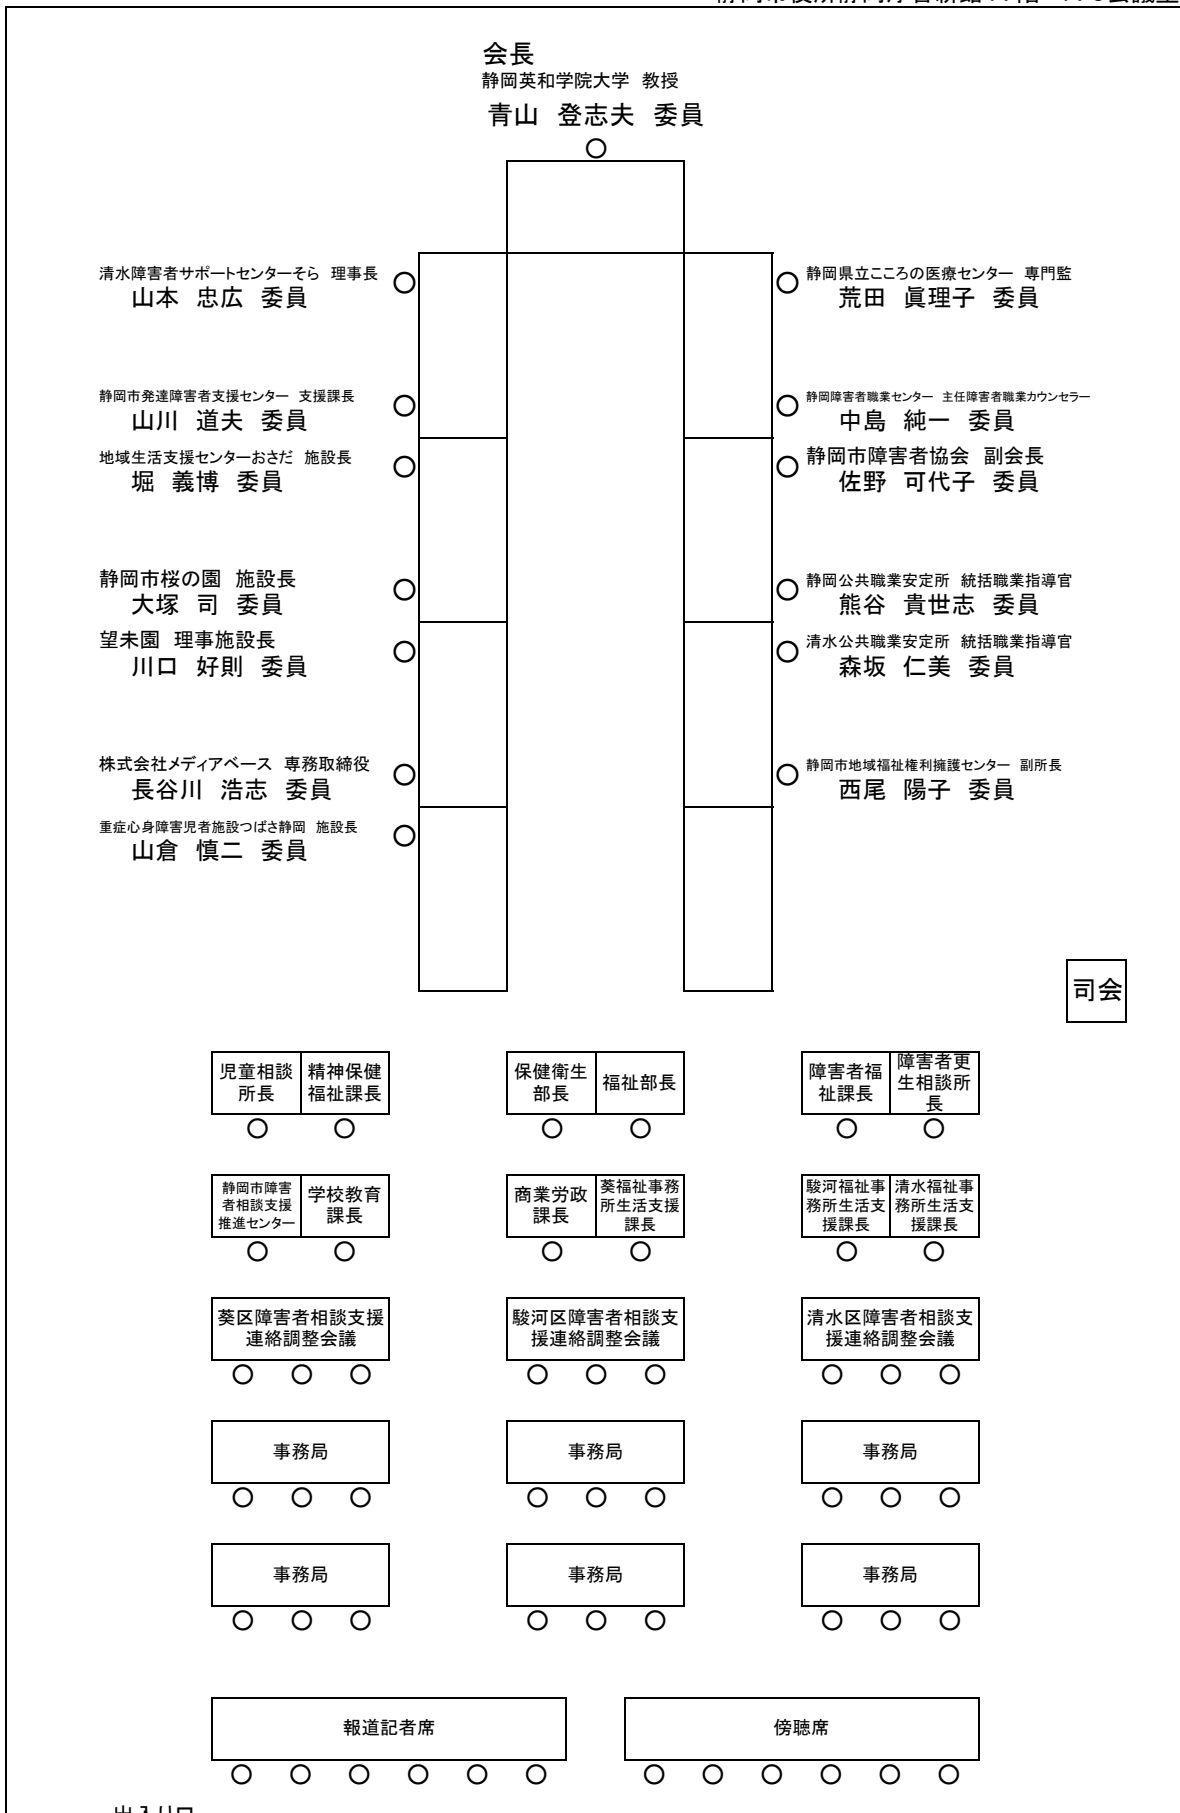 会長
静岡英和学院大学 教授
青山 登志夫 委員
清水障害者サポートセンターそら 理事長
山本 忠広 委員
静岡県立こころの医療センター 専門監
荒田 眞理子 委員
静岡市発達障害者支援センター 支援課長
山川 道夫 委員
静岡障害者職業センター 主任障害者職業カウンセラー
中島 純一 委員
地域生活支援センターおさだ 施設長
堀 義博 委員
静岡市障害者協会 副会長
佐野 可代子 委員
静岡市桜の園 施設長
大塚 司 委員
静岡公共職業安定所 統括職業指導官
熊谷 貴世志 委員
望未園 理事施設長
川口 好則 委員
清水公共職業安定所 統括職業指導官
森坂 仁美 委員
株式会社メディアベース 専務取締役
長谷川 浩志 委員
静岡市地域福祉権利擁護センター 副所長
西尾 陽子 委員
重症心身障害児者施設つばさ静岡 施設長
山倉 慎二 委員
司会
児童相談
所長
精神保健
福祉課長
保健衛生
部長
福祉部長
障害者福
祉課長
障害者更
生相談所
長
静岡市障害
者相談支援
推進センター
学校教育
課長
商業労政
課長
葵福祉事務
所生活支援
課長
駿河福祉事
務所生活支
援課長
清水福祉事
務所生活支
援課長
葵区障害者相談支援
連絡調整会議
駿河区障害者相談支
援連絡調整会議
清水区障害者相談支
援連絡調整会議
事務局
事務局
事務局
事務局
事務局
事務局
報道記者席
傍聴席
出入り口